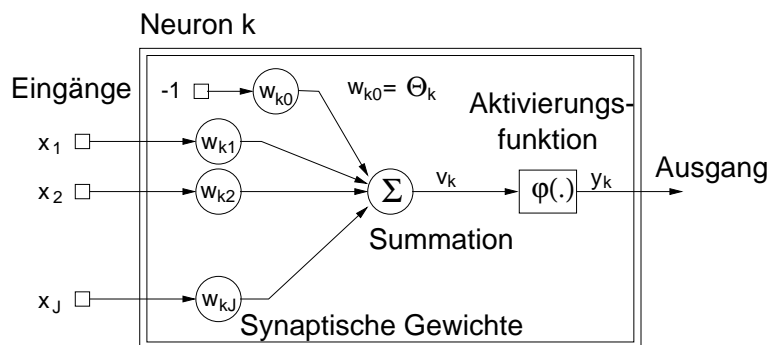 Neuron k
Eingänge
-1 w_k0 w_k0 = Θ_k
Aktivierungs-
funktion
x_1 w_k1
x_2 w_k2 Σ v_k φ(.) y_k
Ausgang
Summation
x_J w_kJ
Synaptische Gewichte